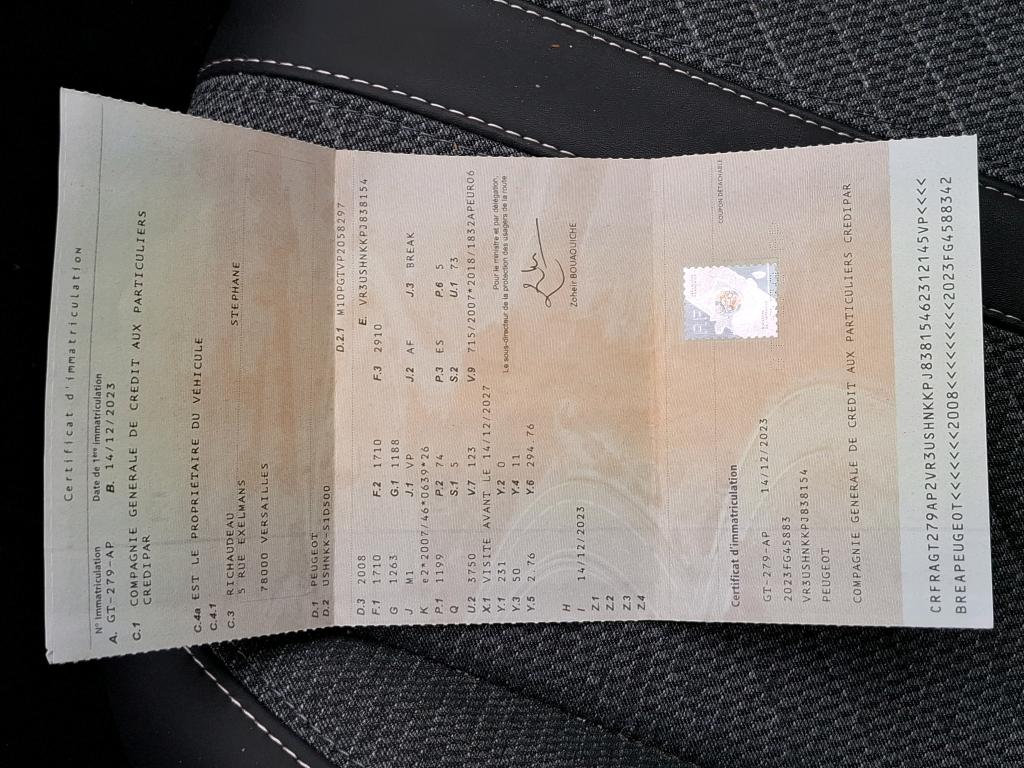 Certificat d'immatriculation
N° Immatriculation Date de 1ère immatriculation
A. GT-279-AP B. 14/12/2023
C.1 COMPAGNIE GENERALE DE CREDIT AUX PARTICULIERS
CREDIPAR
C.4a EST LE PROPRIÉTAIRE DU VÉHICULE
C.4.1
C.3 RICHAUDEAU STEPHANE
5 RUE EXELMANS
78000 VERSAILLES
D.1 PEUGEOT
D.2 USHNKK-S1D500 D.2.1 M10PGTVP2058297
D.3 2008 E. VR3USHNKKPJ838154
F.1 1710 F.2 1710 F.3 2910
G 1263 G.1 1188
J M1 J.1 VP J.2 AF J.3 BREAK
K e2*2007/46*0639*26
P.1 1199 P.2 74 P.3 ES P.6 5
Q S.1 5 S.2 U.1 73
U.2 3750 V.7 123 V.9 715/2007*2018/1832APEUR06
X.1 VISITE AVANT LE 14/12/2027
Y.1 231 Y.2 0
Y.3 50 Y.4 11
Y.5 2.76 Y.6 294.76
Pour le ministre et par délégation,
Le sous-directeur de la protection des usagers de la route
Zoheir BOUAOUICHE
H
I 14/12/2023
Z.1
Z.2
Z.3
Z.4
COUPON DÉTACHABLE
Certificat d'immatriculation
GT-279-AP 14/12/2023
2023FG45883
VR3USHNKKPJ838154
PEUGEOT
COMPAGNIE GENERALE DE CREDIT AUX PARTICULIERS CREDIPAR
CRFRAGT279AP2VR3USHNKKPJ83815462312145VP<<<<
BREAPEUGEOT<<<<<<2008<<<<<<<<<<<2023FG4588342